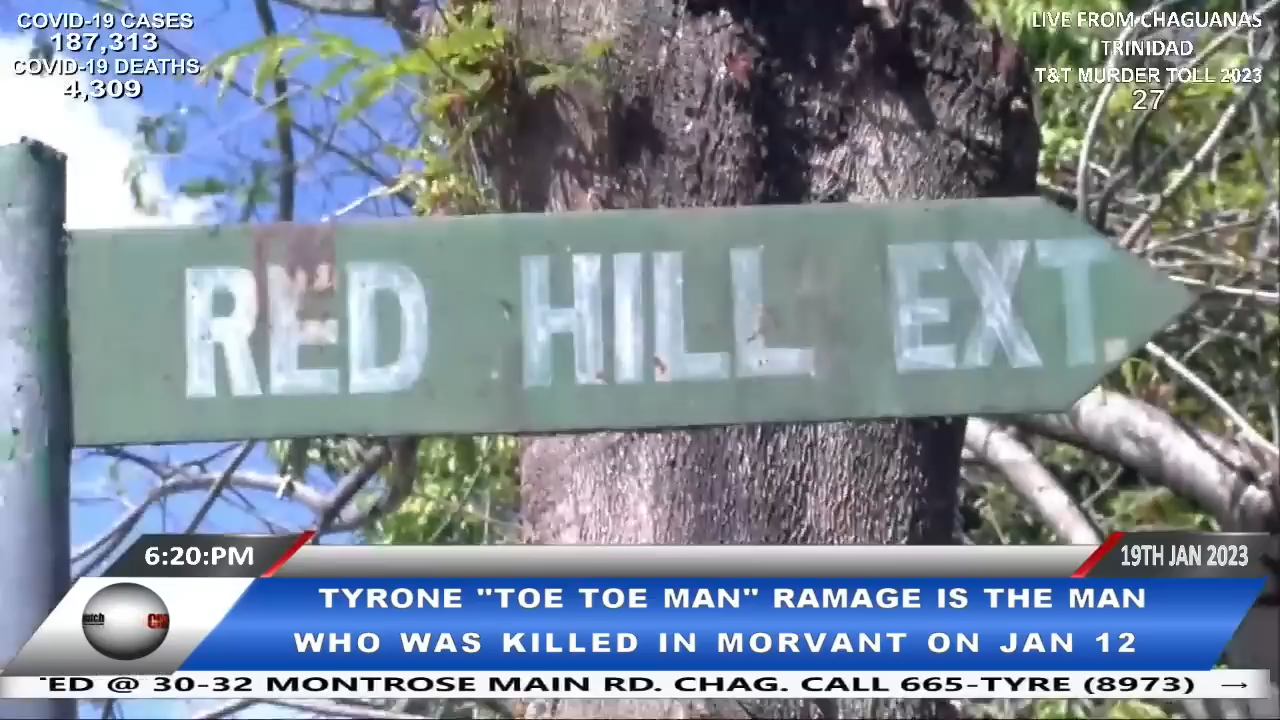 COVID-19 CASES
187,313
COVID-19 DEATHS
4,309
LIVE FROM CHAGUANAS
TRINIDAD
T&T MURDER TOLL 2023
27
RED HILL EXT.
6:20:PM
19TH JAN 2023
TYRONE "TOE TOE MAN" RAMAGE IS THE MAN
WHO WAS KILLED IN MORVANT ON JAN 12
ED @ 30-32 MONTROSE MAIN RD. CHAG. CALL 665-TYRE (8973) →